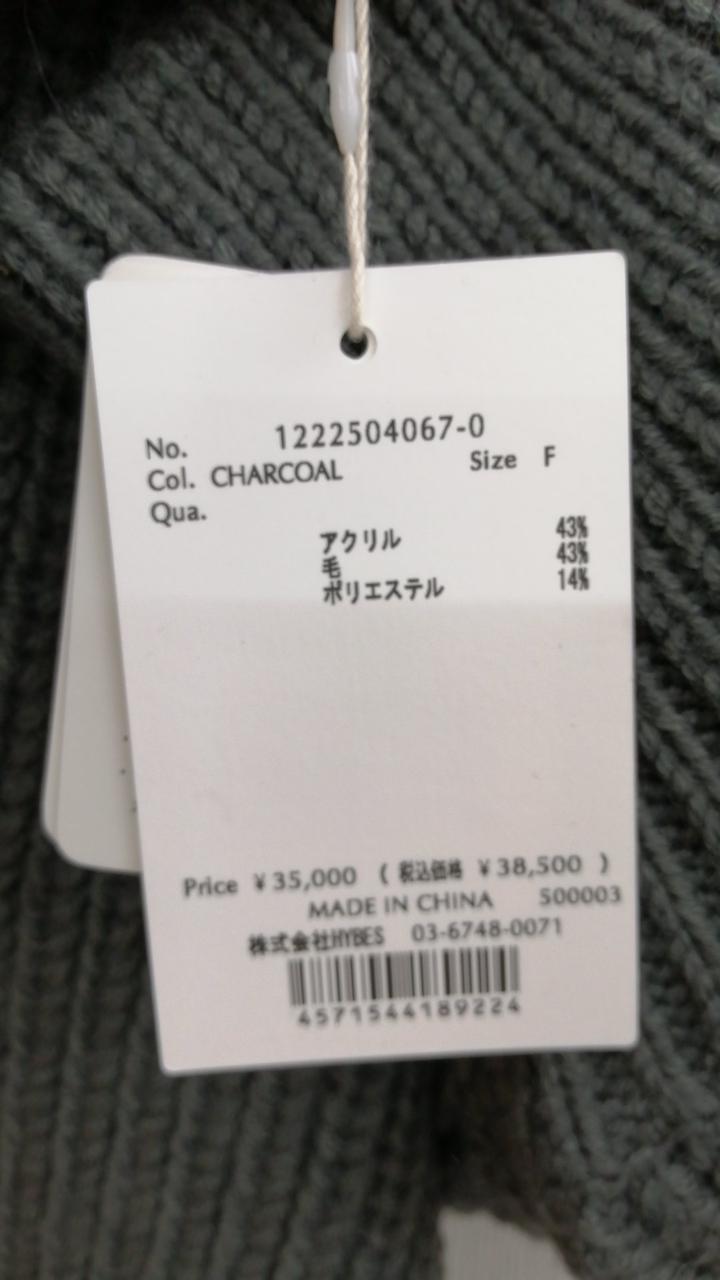 No. 1222504067-0
Col. CHARCOAL Size F
Qua.
アクリル 43%
毛 43%
ポリエステル 14%
Price ¥35,000 ( 税込価格 ¥38,500 )
MADE IN CHINA 500003
株式会社HYBES 03-6748-0071
4571544189224